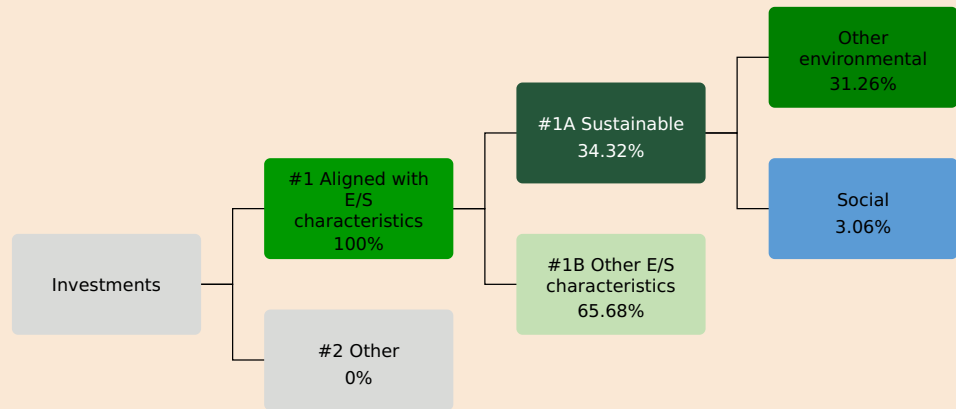 Investments
#1 Aligned with
E/S
characteristics
100%
#2 Other
0%
#1A Sustainable
34.32%
#1B Other E/S
characteristics
65.68%
Other
environmental
31.26%
Social
3.06%